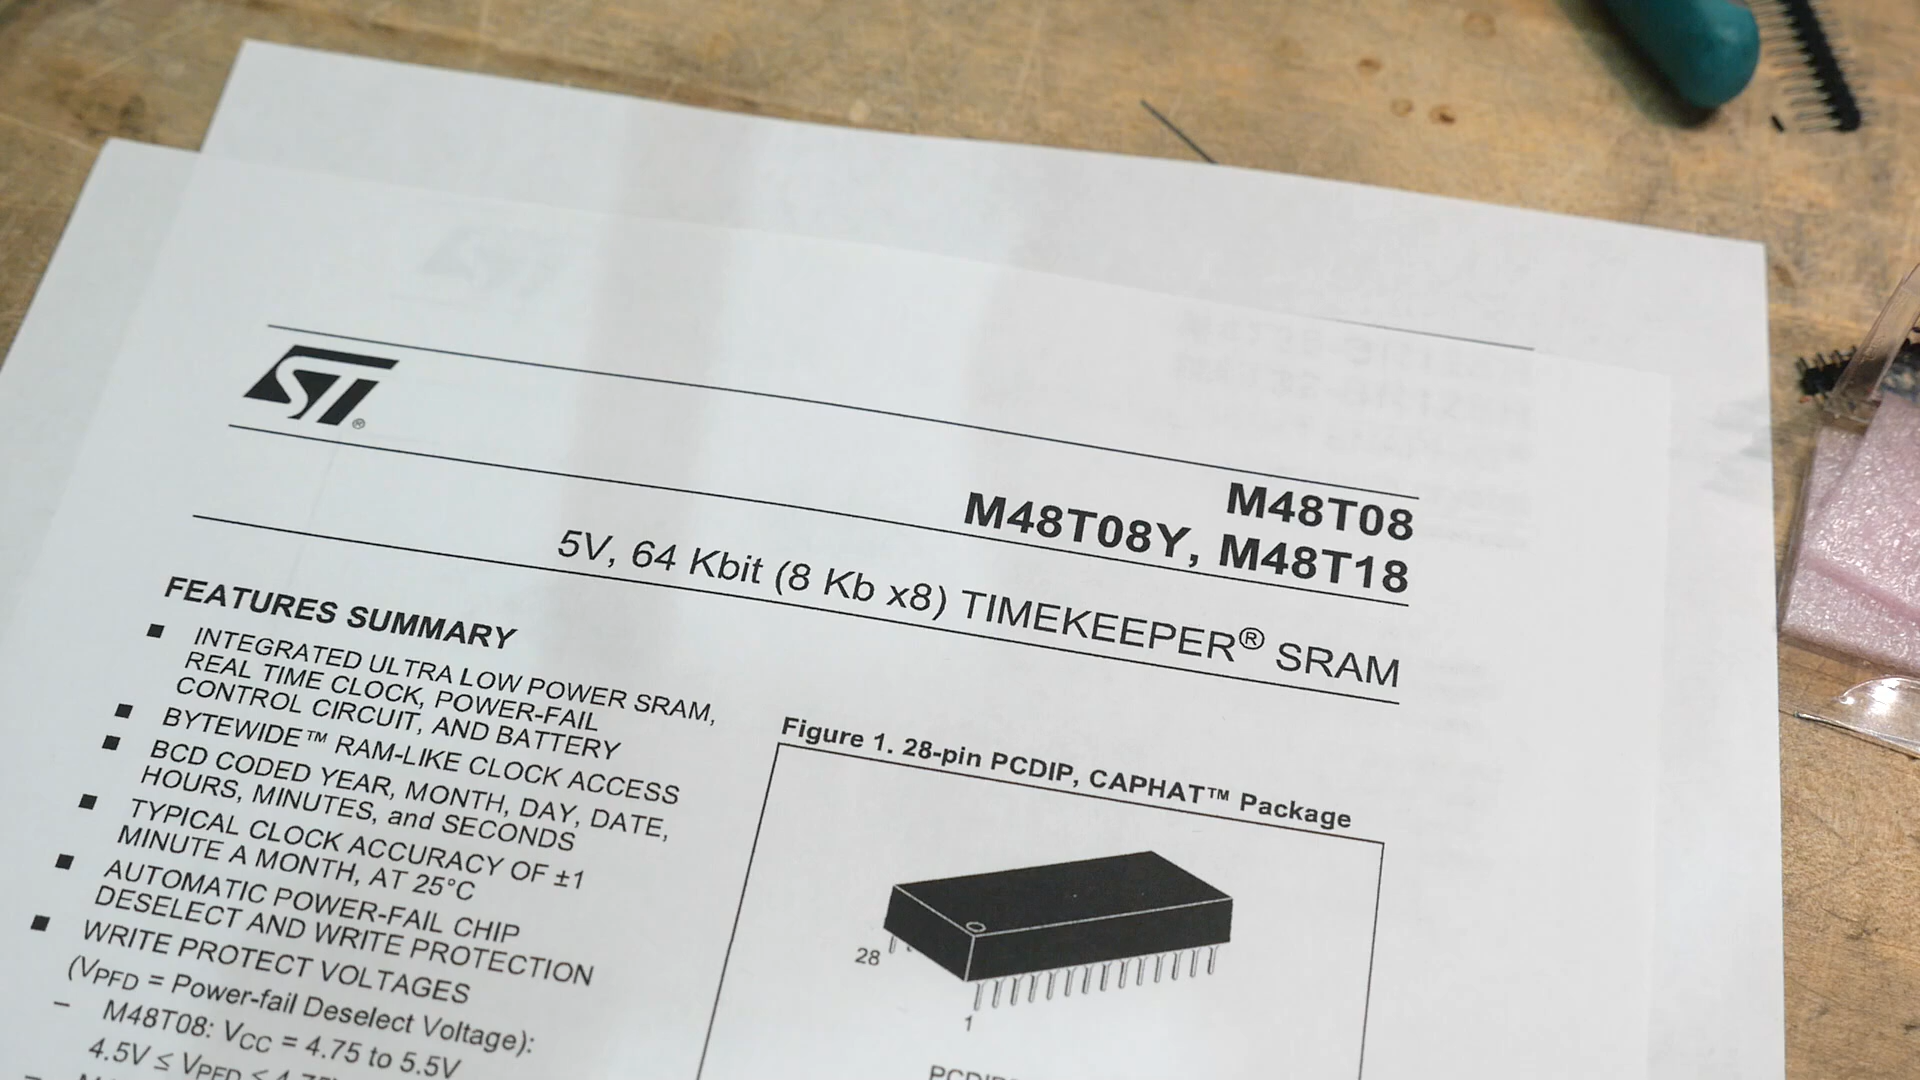 ST®
M48T08
M48T08Y, M48T18
5V, 64 Kbit (8 Kb x8) TIMEKEEPER® SRAM
FEATURES SUMMARY
■ INTEGRATED ULTRA LOW POWER SRAM,
REAL TIME CLOCK, POWER-FAIL
CONTROL CIRCUIT, AND BATTERY
■ BYTEWIDE™ RAM-LIKE CLOCK ACCESS
■ BCD CODED YEAR, MONTH, DAY, DATE,
HOURS, MINUTES, and SECONDS
■ TYPICAL CLOCK ACCURACY OF ±1
MINUTE A MONTH, AT 25°C
■ AUTOMATIC POWER-FAIL CHIP
DESELECT AND WRITE PROTECTION
■ WRITE PROTECT VOLTAGES
(VPFD = Power-fail Deselect Voltage):
– M48T08: VCC = 4.75 to 5.5V
4.5V ≤ VPFD ≤
Figure 1. 28-pin PCDIP, CAPHAT™ Package
28
1